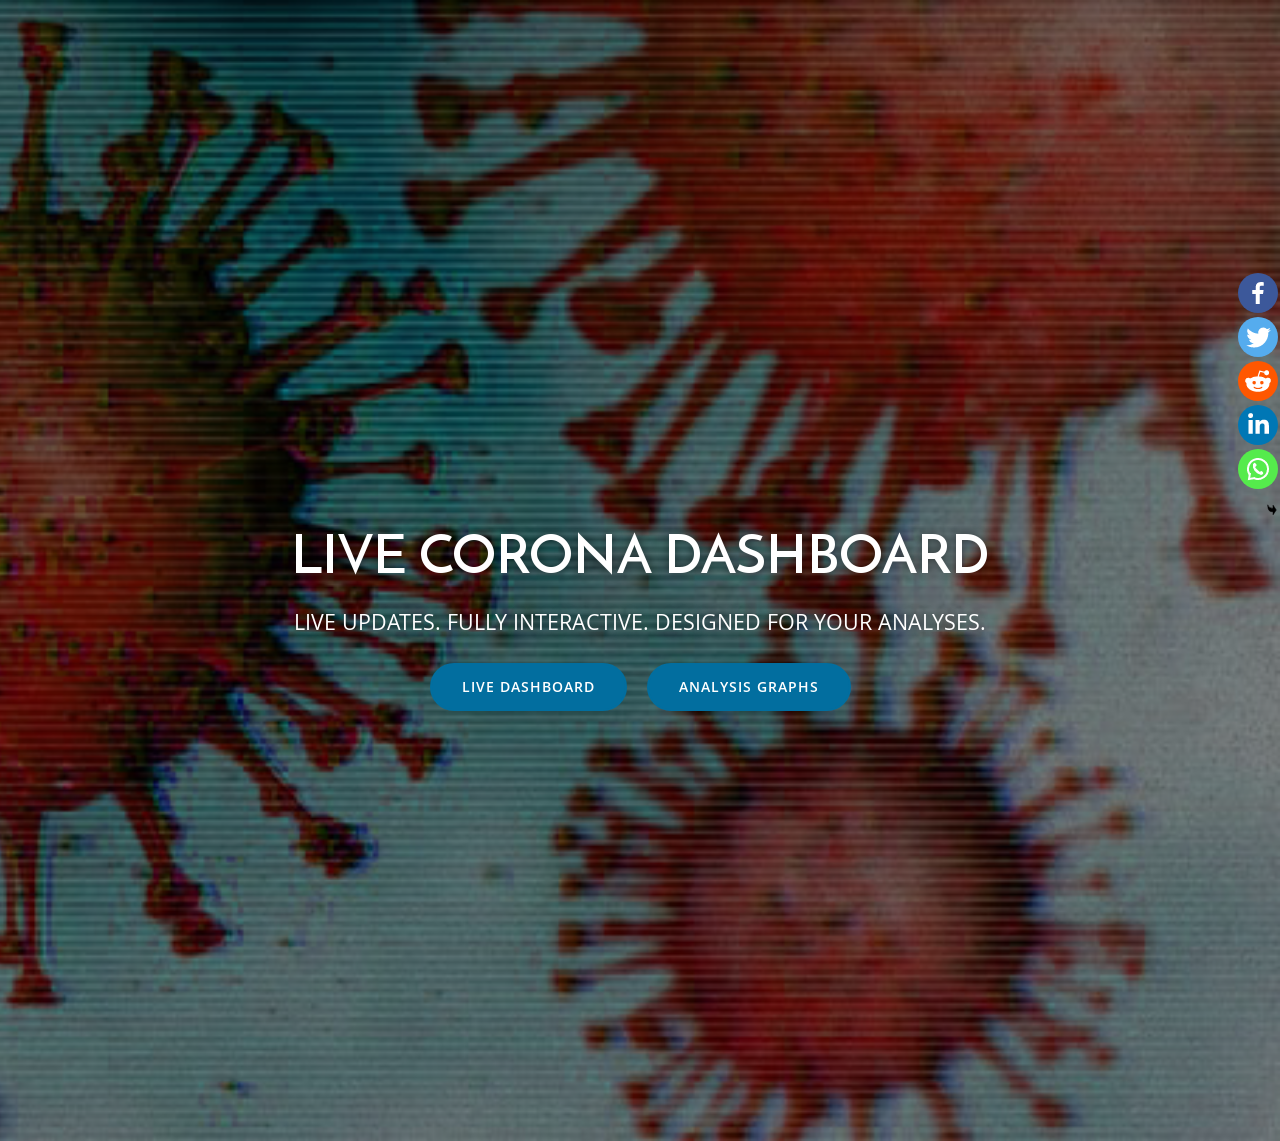 LIVE CORONA DASHBOARD
LIVE UPDATES. FULLY INTERACTIVE. DESIGNED FOR YOUR ANALYSES.
LIVE DASHBOARD
ANALYSIS GRAPHS